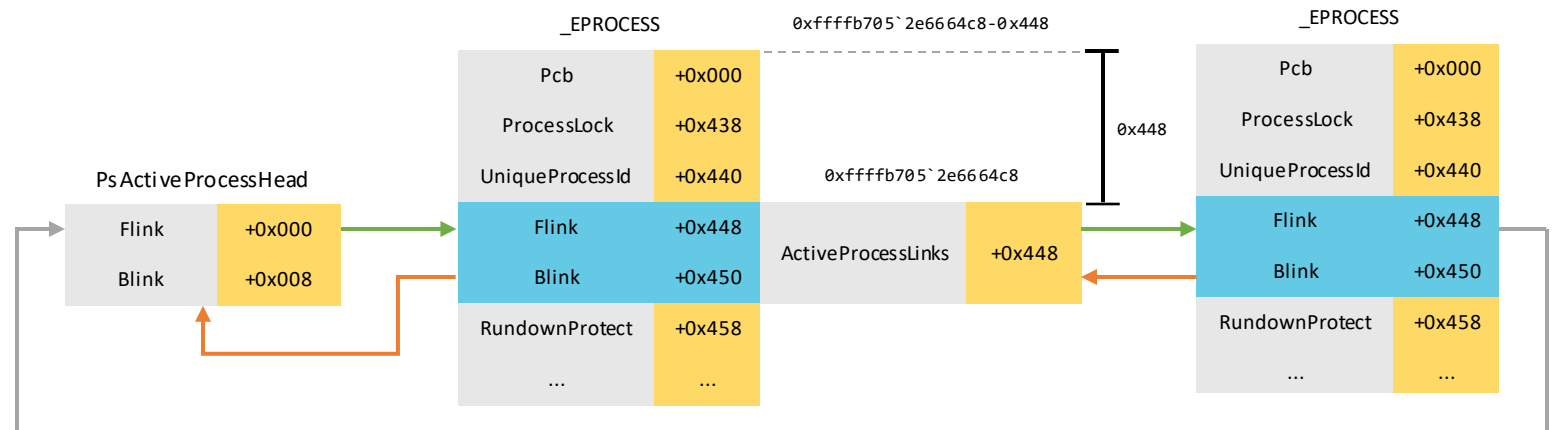 _EPROCESS
0xffffb705`2e6664c8-0x448
_EPROCESS
Pcb +0x000
ProcessLock +0x438
UniqueProcessId +0x440
0x448
Pcb +0x000
ProcessLock +0x438
UniqueProcessId +0x440
PsActiveProcessHead
0xffffb705`2e6664c8
Flink +0x000
Blink +0x008
Flink +0x448
Blink +0x450
ActiveProcessLinks +0x448
Flink +0x448
Blink +0x450
RundownProtect +0x458
... ...
RundownProtect +0x458
... ...